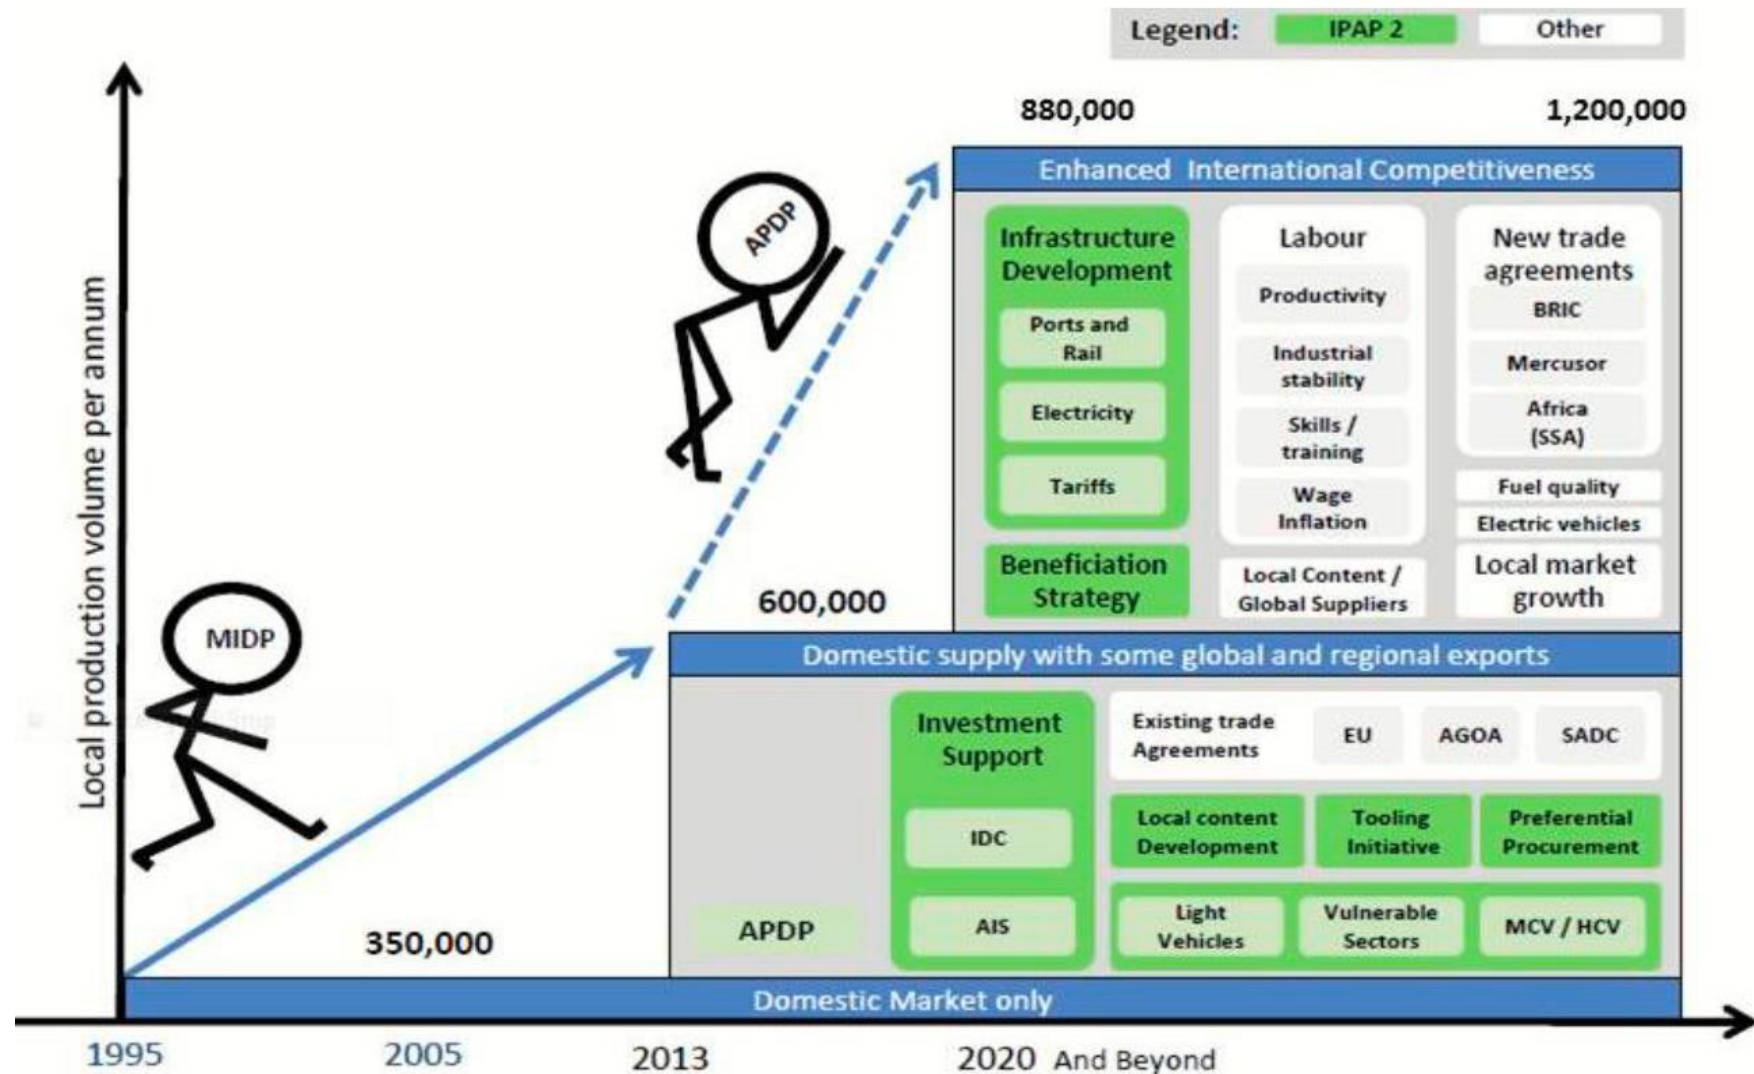 Legend:
IPAP 2
Other
880,000
1,200,000
Enhanced International Competitiveness
Infrastructure
Development
Ports and
Rail
Electricity
Tariffs
Beneficiation
Strategy
Labour
Productivity
Industrial
stability
Skills /
training
Wage
Inflation
Local Content /
Global Suppliers
New trade
agreements
BRIC
Mercusor
Africa
(SSA)
Fuel quality
Electric vehicles
Local market
growth
APDP
600,000
Domestic supply with some global and regional exports
Investment
Support
IDC
AIS
APDP
Existing trade
Agreements
EU
AGOA
SADC
Local content
Development
Tooling
Initiative
Preferential
Procurement
Light
Vehicles
Vulnerable
Sectors
MCV / HCV
MIDP
350,000
Domestic Market only
Local production volume per annum
1995
2005
2013
2020 And Beyond